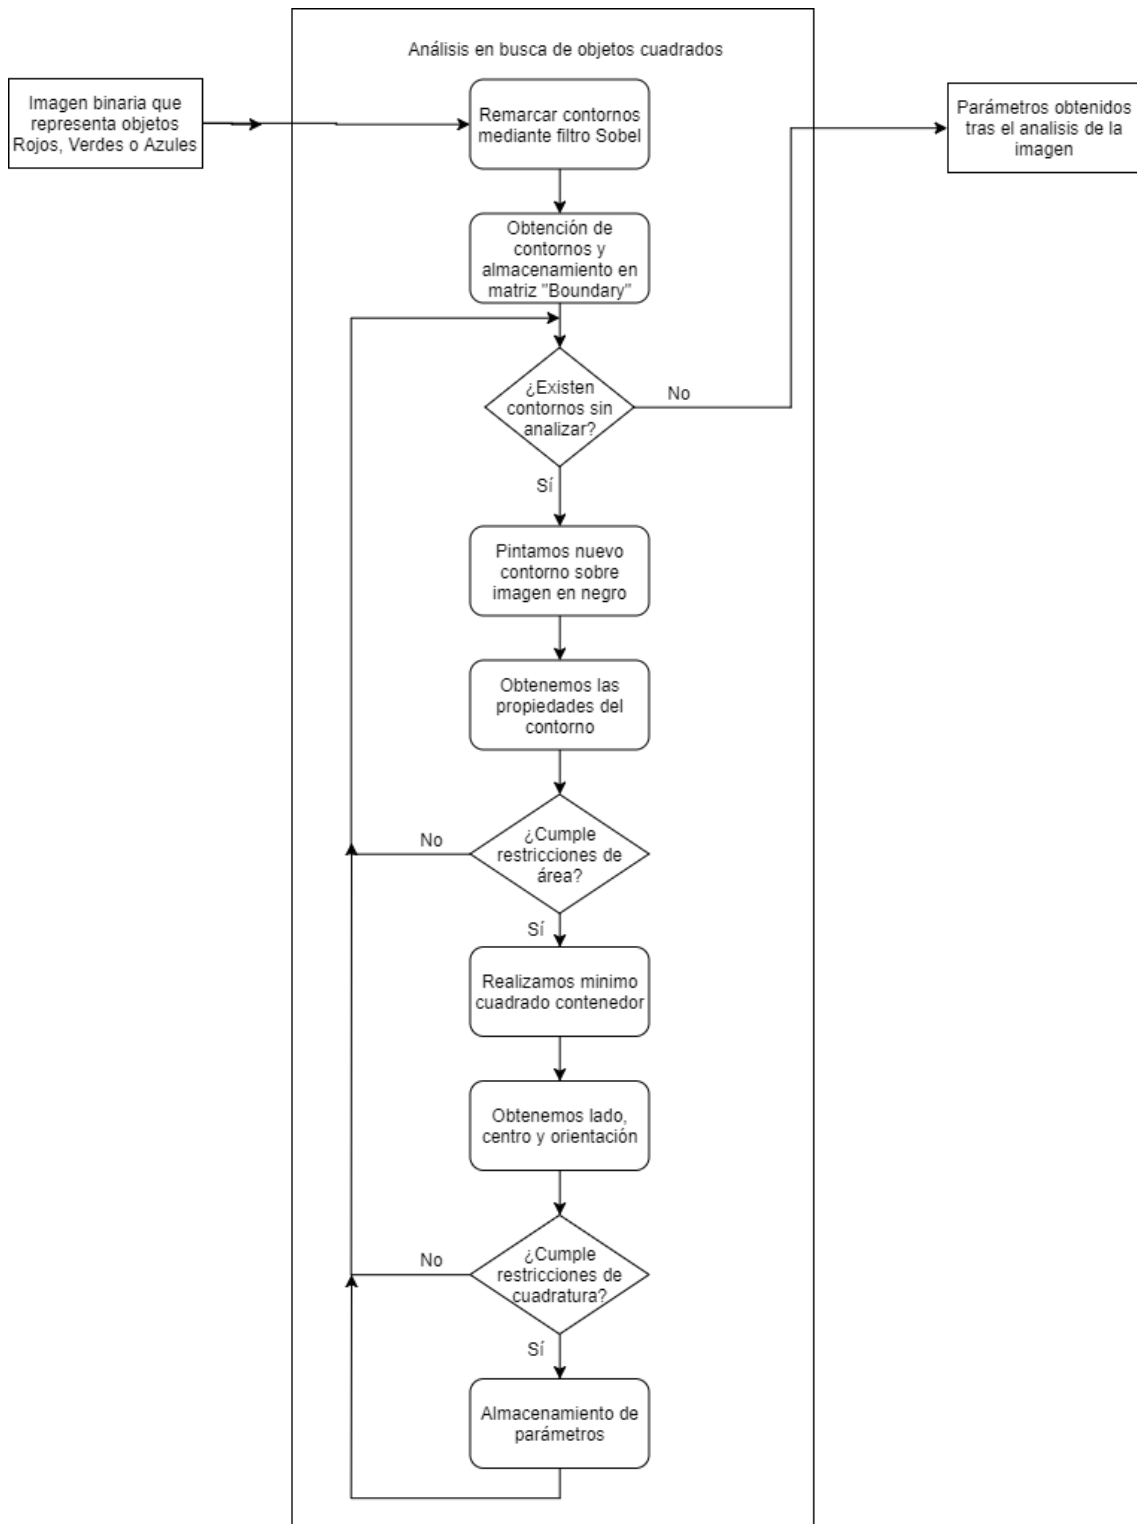 Análisis en busca de objetos cuadrados
Imagen binaria que
representa objetos
Rojos, Verdes o Azules
Remarcar contornos
mediante filtro Sobel
Parámetros obtenidos
tras el analisis de la
imagen
Obtención de
contornos y
almacenamiento en
matriz "Boundary"
¿Existen
contornos sin
analizar?
No
Sí
Pintamos nuevo
contorno sobre
imagen en negro
Obtenemos las
propiedades del
contorno
¿Cumple
restricciones de
área?
No
Sí
Realizamos minimo
cuadrado contenedor
Obtenemos lado,
centro y orientación
¿Cumple
restricciones de
cuadratura?
No
Sí
Almacenamiento de
parámetros